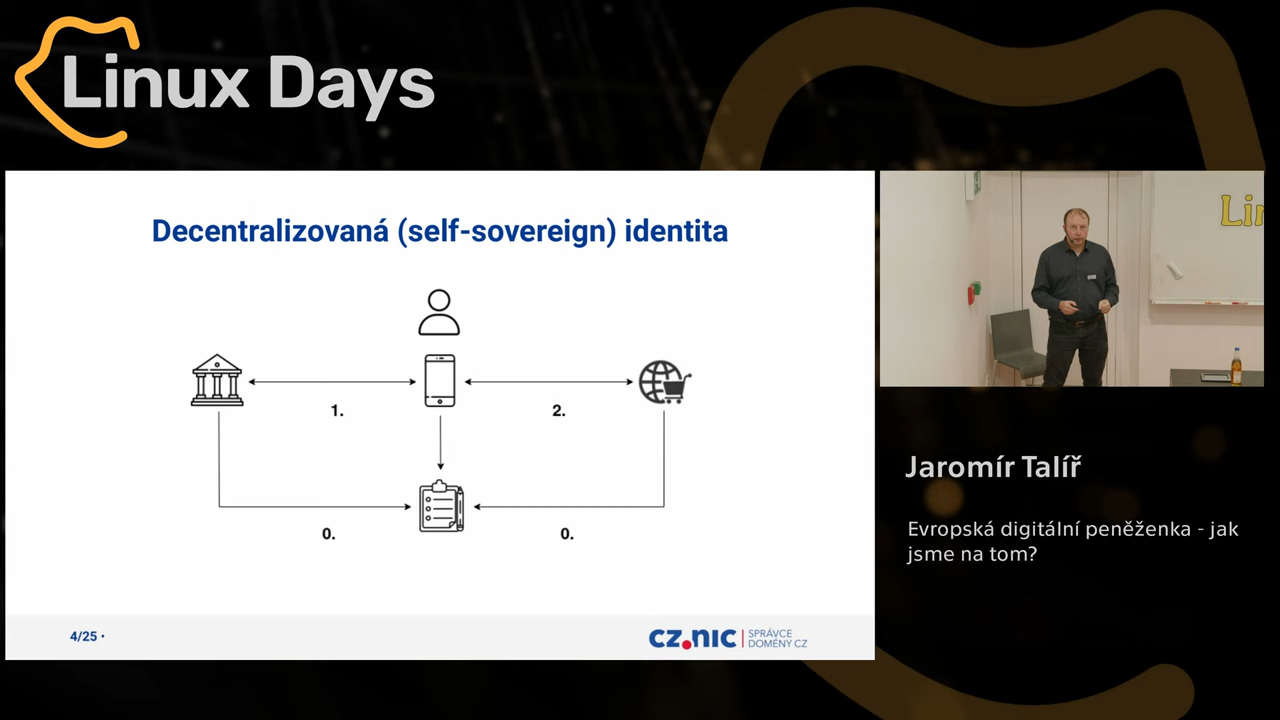 Linux Days
Decentralizovaná (self-sovereign) identita
1.
2.
0.
0.
4/25 •
cz.nic
SPRÁVCE
DOMÉNY CZ
Lin
Jaromír Talíř
Evropská digitální peněženka - jak
jsme na tom?